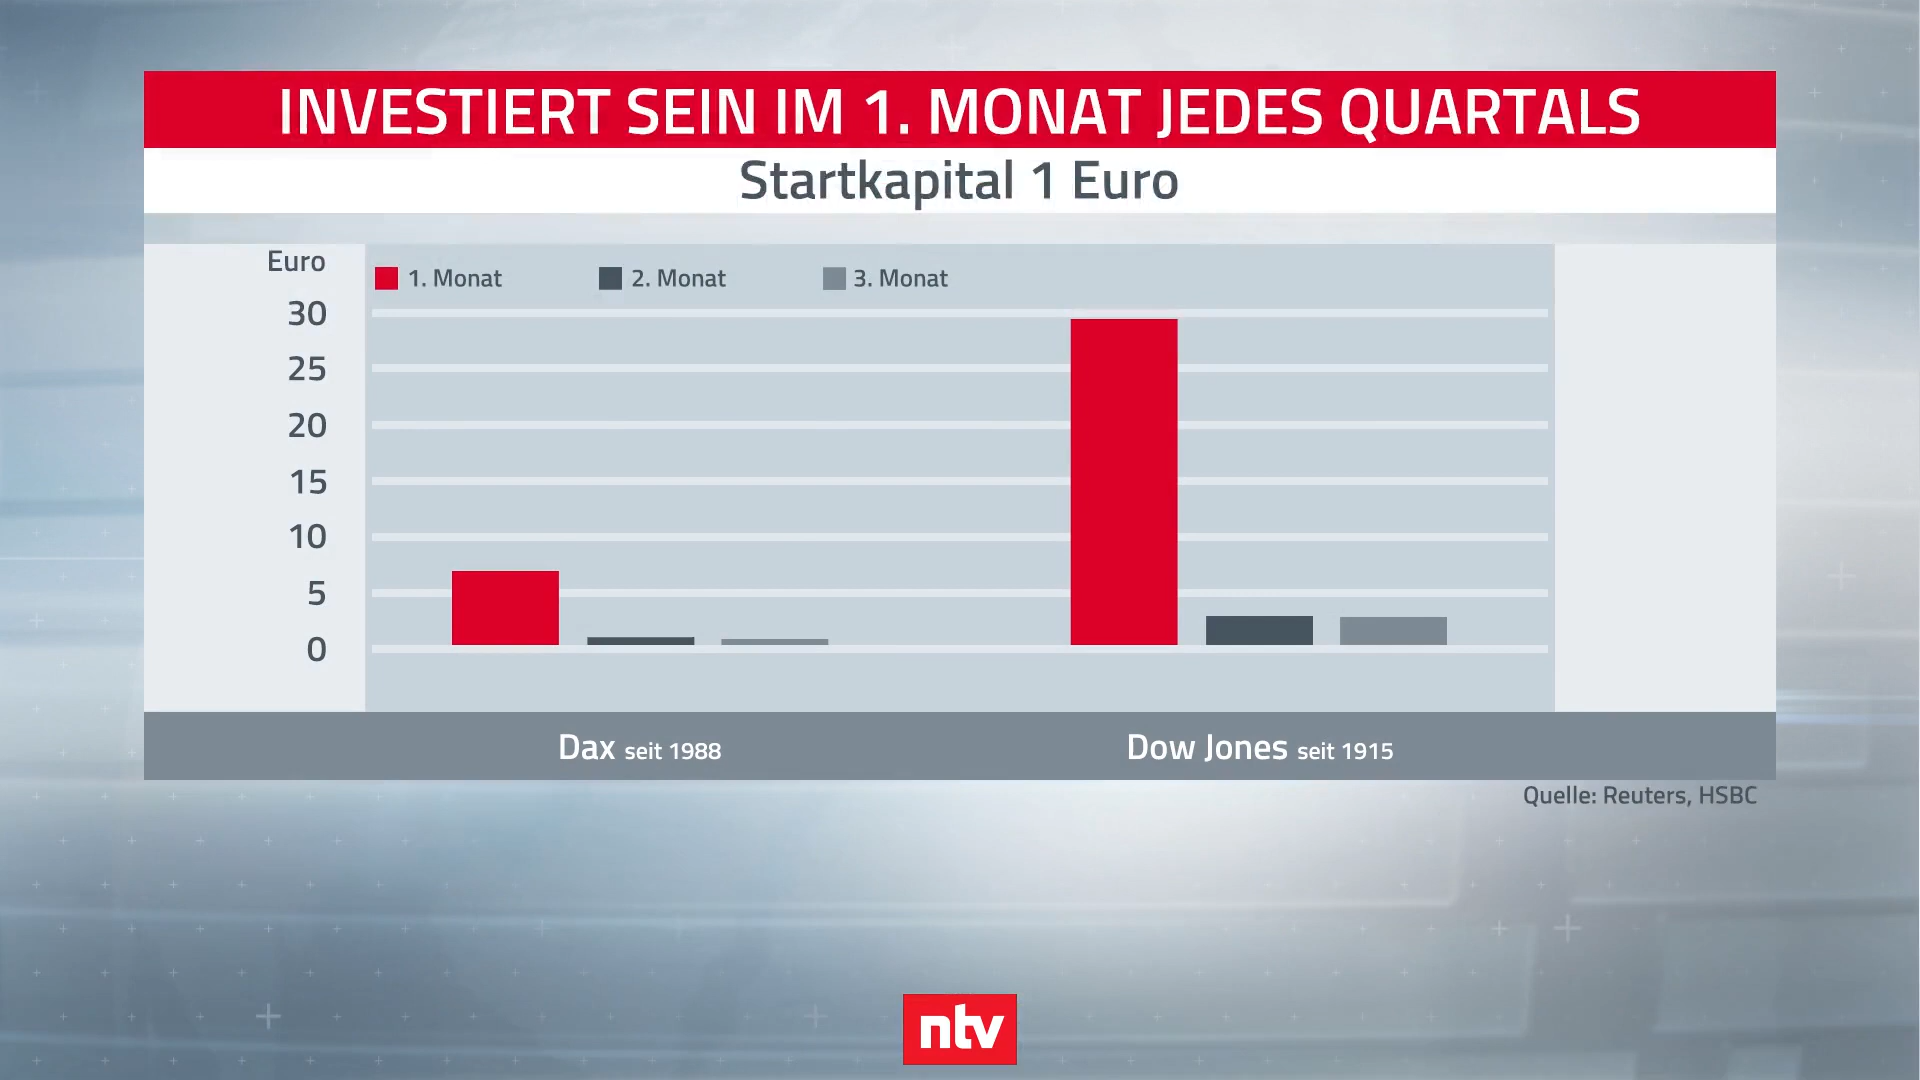 INVESTIERT SEIN IM 1. MONAT JEDES QUARTALS
Startkapital 1 Euro
Euro
1. Monat 2. Monat 3. Monat
30
25
20
15
10
5
0
Dax seit 1988 Dow Jones seit 1915
Quelle: Reuters, HSBC
ntv